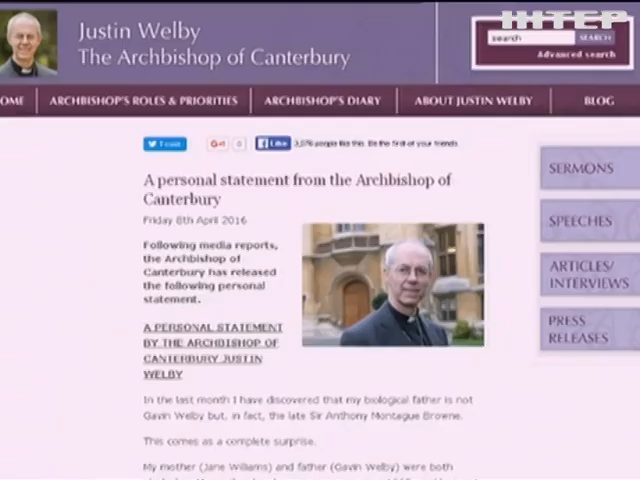 Justin Welby
The Archbishop of Canterbury
ІНТЕР
search SEARCH
Advanced search
OME ARCHBISHOP'S ROLES & PRIORITIES ARCHBISHOP'S DIARY ABOUT JUSTIN WELBY BLOG
Tweet G+1 0 Like 3,076 people like this. Be the first of your friends.
A personal statement from the Archbishop of
Canterbury
Friday 8th April 2016
Following media reports,
the Archbishop of
Canterbury has released
the following personal
statement.
A PERSONAL STATEMENT
BY THE ARCHBISHOP OF
CANTERBURY JUSTIN
WELBY
In the last month I have discovered that my biological father is not
Gavin Welby but, in fact, the late Sir Anthony Montague Browne.
This comes as a complete surprise.
My mother (Jane Williams) and father (Gavin Welby) were both
SERMONS
SPEECHES
ARTICLES/
INTERVIEWS
PRESS
RELEASES